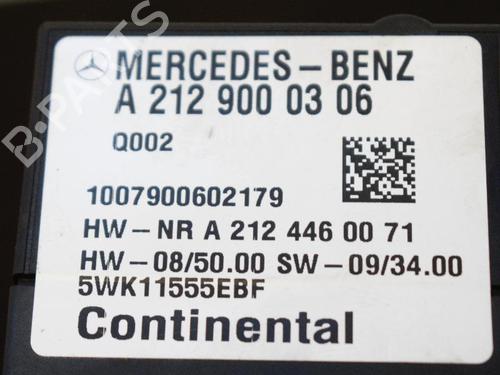 MERCEDES-BENZ
A 212 900 03 06
Q002
1007900602179
HW-NR A 212 446 00 71
HW-08/50.00 SW-09/34.00
5WK11555EBF
Continental
B-PARTS